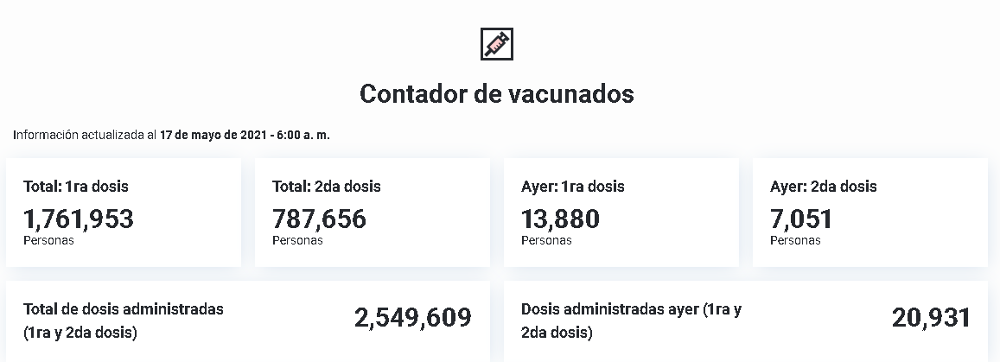 Contador de vacunados
Información actualizada al 17 de mayo de 2021 - 6:00 a. m.
Total: 1ra dosis
1,761,953
Personas
Total: 2da dosis
787,656
Personas
Ayer: 1ra dosis
13,880
Personas
Ayer: 2da dosis
7,051
Personas
Total de dosis administradas
(1ra y 2da dosis)
2,549,609
Dosis administradas ayer (1ra y
2da dosis)
20,931